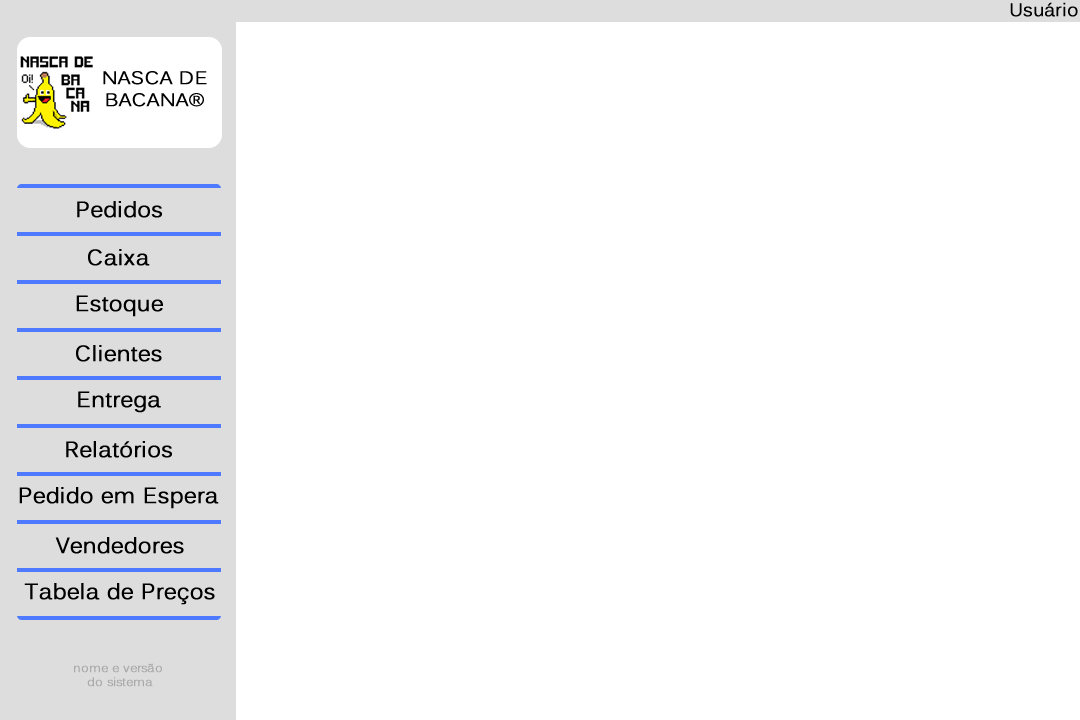 Usuário
NASCA DE
Oi!
BA
CA
NA
NASCA DE
BACANA®
Pedidos
Caixa
Estoque
Clientes
Entrega
Relatórios
Pedido em Espera
Vendedores
Tabela de Preços
nome e versão
do sistema